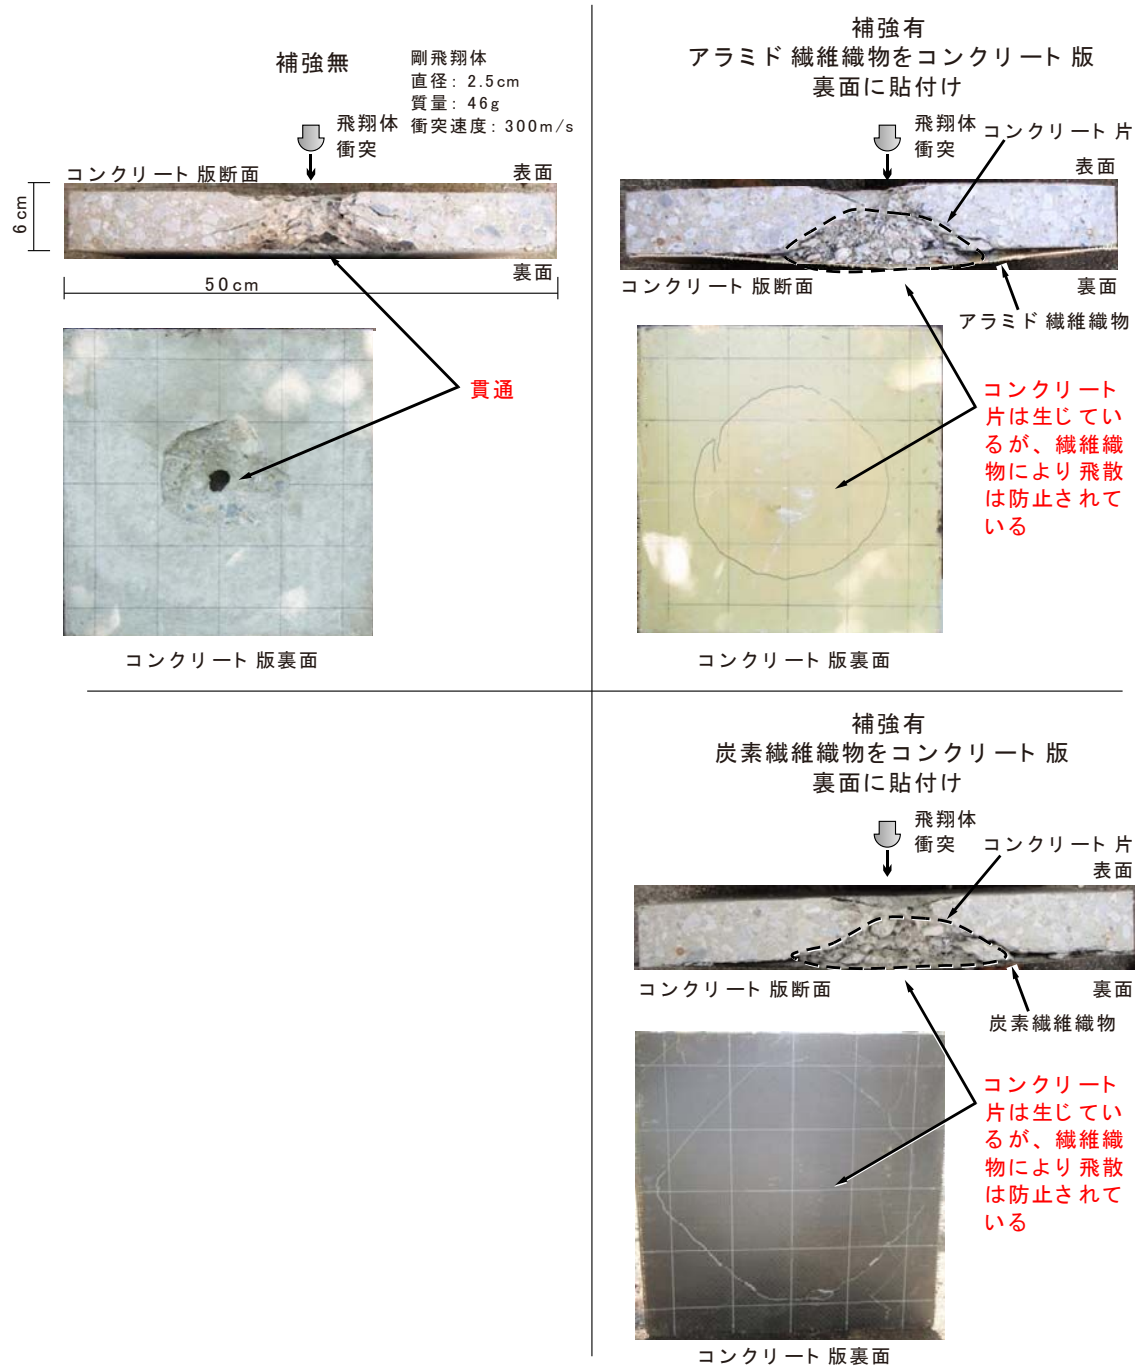 補強無
剛飛翔体
直径：2.5cm
質量：46g
衝突速度：300m/s
飛翔体
衝突
コンクリート版断面
表面
6cm
裏面
50cm
貫通
コンクリート版裏面
補強有
アラミド繊維織物をコンクリート版
裏面に貼付け
飛翔体
衝突
コンクリート片
表面
コンクリート版断面
裏面
アラミド繊維織物
コンクリート
片は生じてい
るが、繊維織
物により飛散
は防止されて
いる
コンクリート版裏面
補強有
炭素繊維織物をコンクリート版
裏面に貼付け
飛翔体
衝突
コンクリート片
表面
コンクリート版断面
裏面
炭素繊維織物
コンクリート
片は生じてい
るが、繊維織
物により飛散
は防止されて
いる
コンクリート版裏面